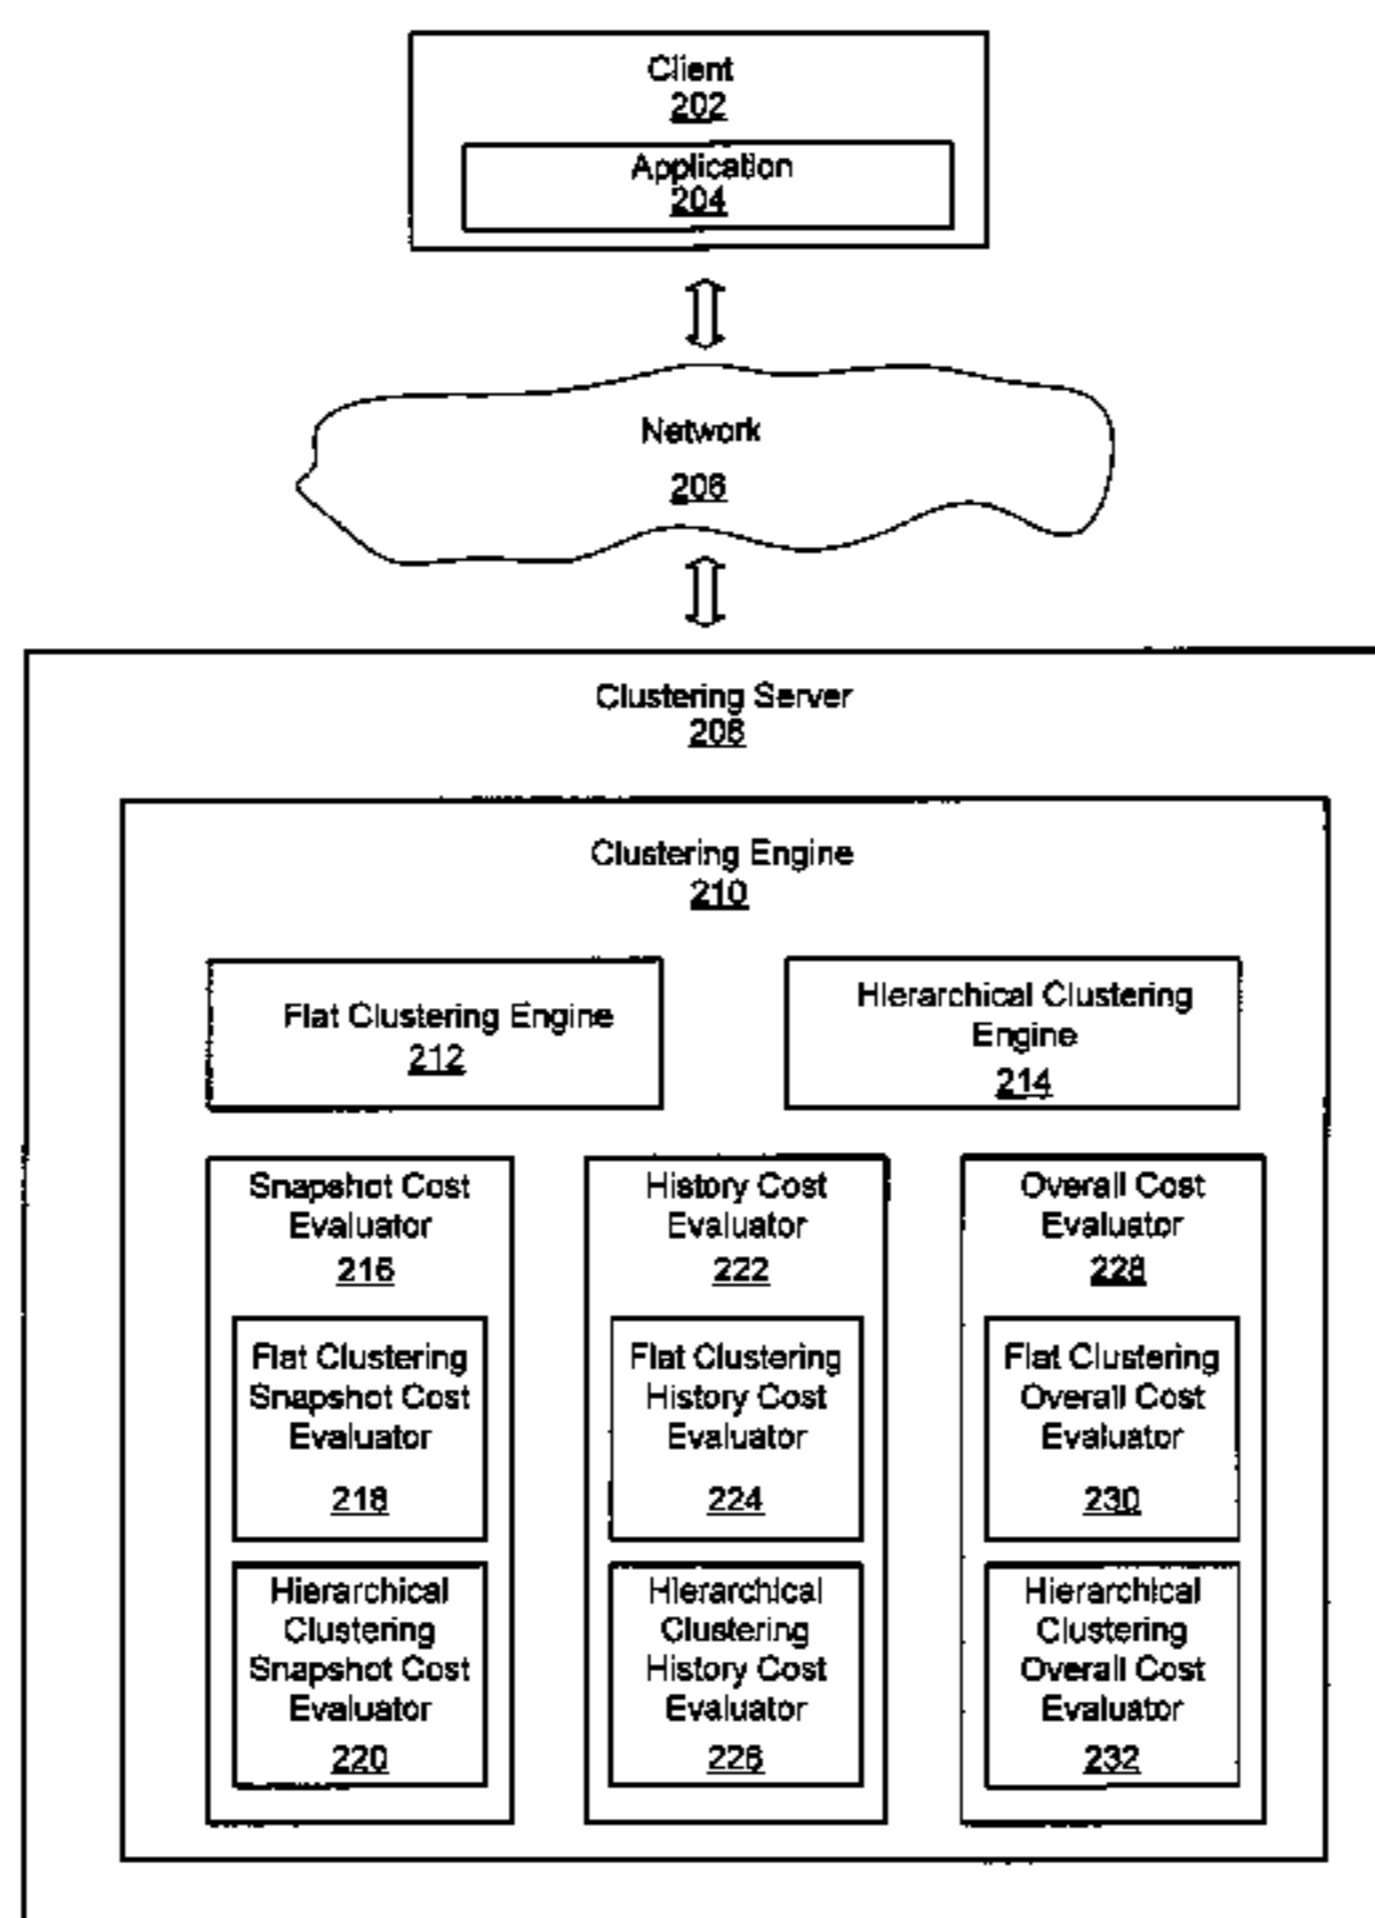 Client
202
Application
204
Network
206
Clustering Server
208
Clustering Engine
210
Flat Clustering Engine
212
Hierarchical Clustering
Engine
214
Snapshot Cost
Evaluator
216
Flat Clustering
Snapshot Cost
Evaluator
218
Hierarchical
Clustering
Snapshot Cost
Evaluator
220
History Cost
Evaluator
222
Flat Clustering
History Cost
Evaluator
224
Hierarchical
Clustering
History Cost
Evaluator
226
Overall Cost
Evaluator
228
Flat Clustering
Overall Cost
Evaluator
230
Hierarchical
Clustering
Overall Cost
Evaluator
232